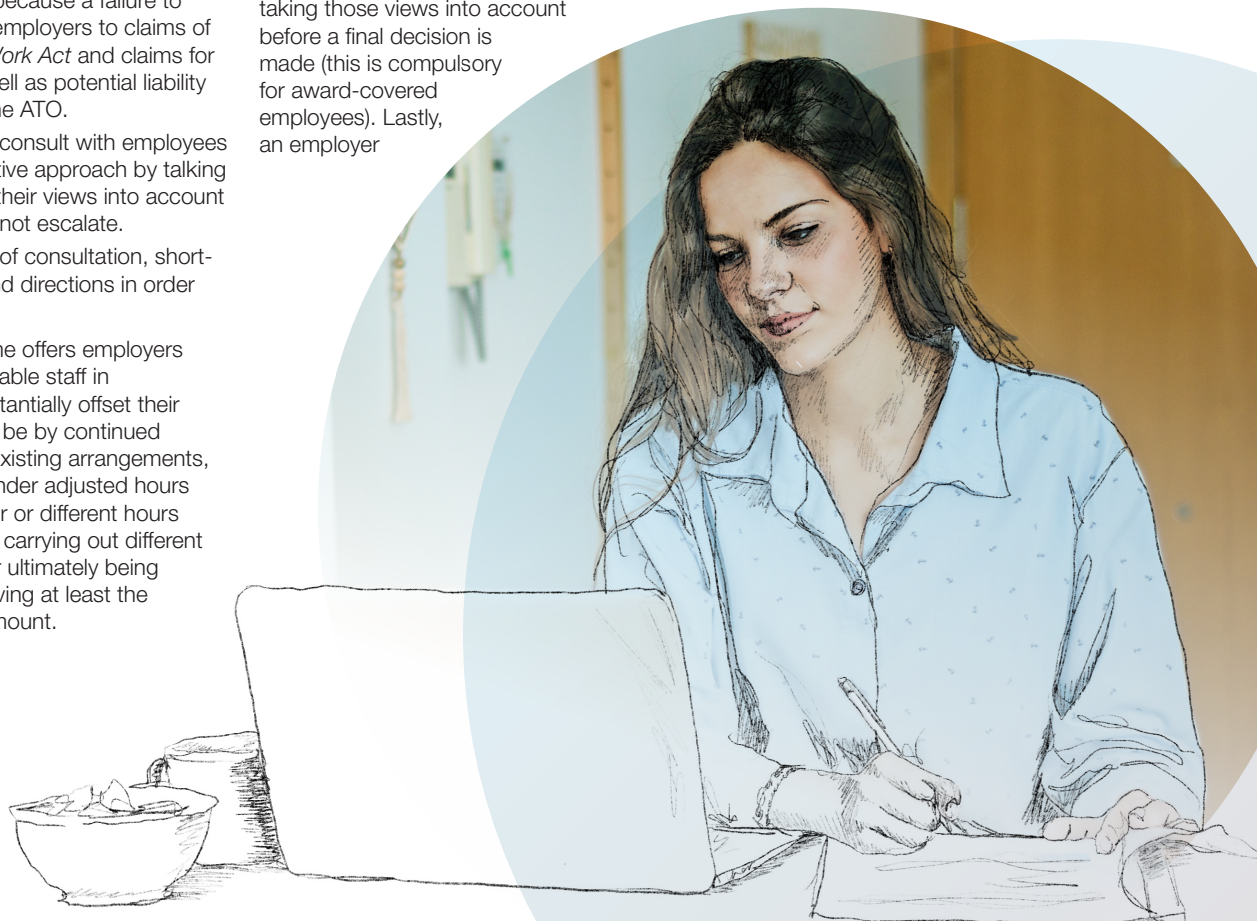 because a failure to
employers to claims of
Work Act and claims for
ell as potential liability
e ATO.
consult with employees
tive approach by talking
their views into account
not escalate.
of consultation, short-
d directions in order
ne offers employers
able staff in
tantially offset their
be by continued
xisting arrangements,
nder adjusted hours
r or different hours
carrying out different
r ultimately being
ving at least the
mount.
taking those views into account
before a final decision is
made (this is compulsory
for award-covered
employees). Lastly,
an employer